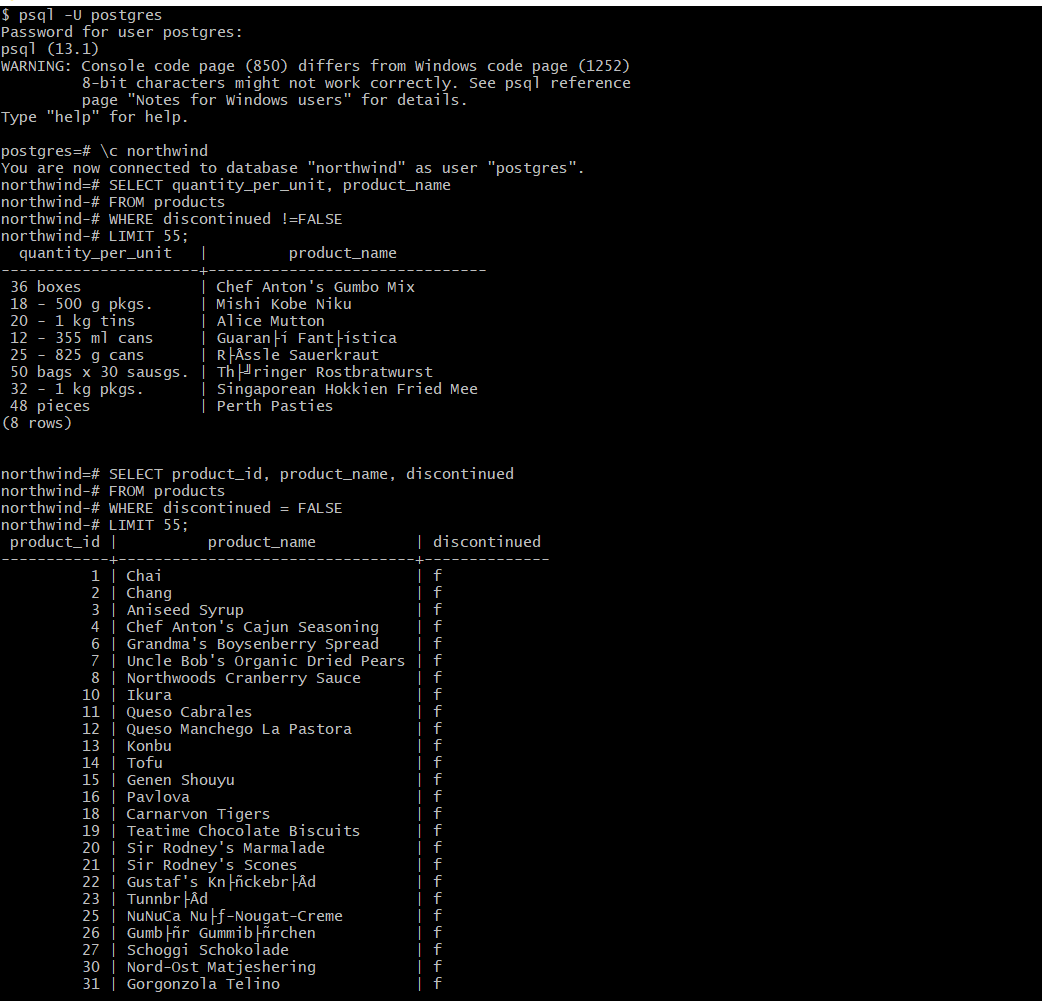 $ psql -U postgres
Password for user postgres:
psql (13.1)
WARNING: Console code page (850) differs from Windows code page (1252)
         8-bit characters might not work correctly. See psql reference
         page "Notes for Windows users" for details.
Type "help" for help.

postgres=# \c northwind
You are now connected to database "northwind" as user "postgres".
northwind=# SELECT quantity_per_unit, product_name
northwind-# FROM products
northwind-# WHERE discontinued !=FALSE
northwind-# LIMIT 55;
  quantity_per_unit   |         product_name
----------------------+-------------------------------
 36 boxes             | Chef Anton's Gumbo Mix
 18 - 500 g pkgs.     | Mishi Kobe Niku
 20 - 1 kg tins       | Alice Mutton
 12 - 355 ml cans     | Guaran├í Fant├ística
 25 - 825 g cans      | R├Âssle Sauerkraut
 50 bags x 30 sausgs. | Th├╝ringer Rostbratwurst
 32 - 1 kg pkgs.      | Singaporean Hokkien Fried Mee
 48 pieces            | Perth Pasties
(8 rows)


northwind=# SELECT product_id, product_name, discontinued
northwind-# FROM products
northwind-# WHERE discontinued = FALSE
northwind-# LIMIT 55;
 product_id |          product_name           | discontinued
------------+---------------------------------+--------------
          1 | Chai                            | f
          2 | Chang                           | f
          3 | Aniseed Syrup                   | f
          4 | Chef Anton's Cajun Seasoning    | f
          6 | Grandma's Boysenberry Spread    | f
          7 | Uncle Bob's Organic Dried Pears | f
          8 | Northwoods Cranberry Sauce      | f
         10 | Ikura                           | f
         11 | Queso Cabrales                  | f
         12 | Queso Manchego La Pastora       | f
         13 | Konbu                           | f
         14 | Tofu                            | f
         15 | Genen Shouyu                    | f
         16 | Pavlova                         | f
         18 | Carnarvon Tigers                | f
         19 | Teatime Chocolate Biscuits      | f
         20 | Sir Rodney's Marmalade          | f
         21 | Sir Rodney's Scones             | f
         22 | Gustaf's Kn├ñckebr├Âd           | f
         23 | Tunnbr├Âd                       | f
         25 | NuNuCa Nu├ƒ-Nougat-Creme        | f
         26 | Gumb├ñr Gummib├ñrchen           | f
         27 | Schoggi Schokolade              | f
         30 | Nord-Ost Matjeshering           | f
         31 | Gorgonzola Telino               | f